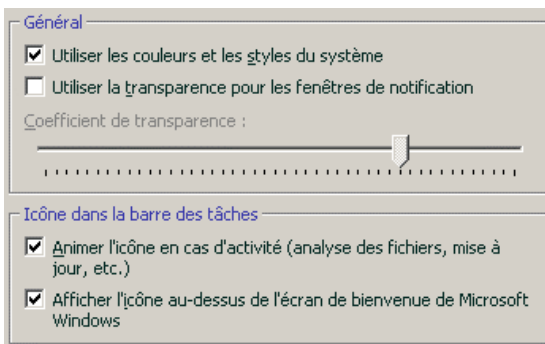 Général
Utiliser les couleurs et les styles du système
Utiliser la transparence pour les fenêtres de notification
Coefficient de transparence :
Icône dans la barre des tâches
Animer l'icône en cas d'activité (analyse des fichiers, mise à
jour, etc.)
Afficher l'icône au-dessus de l'écran de bienvenue de Microsoft
Windows